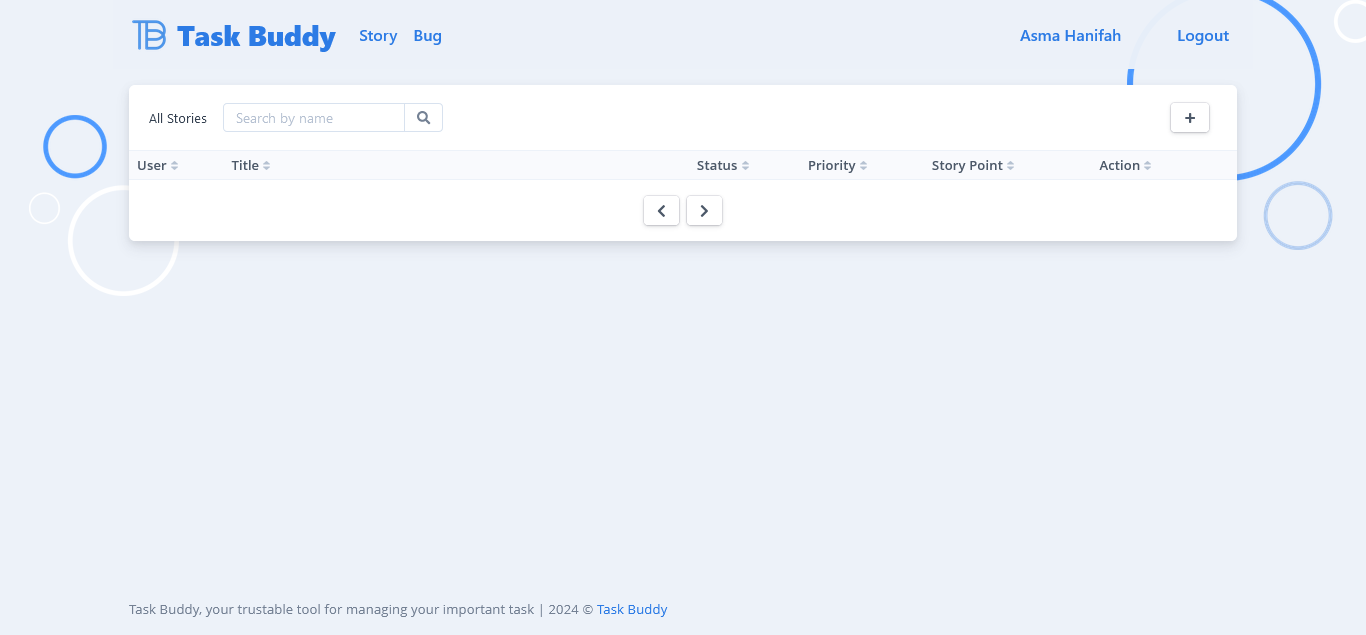 TB Task Buddy Story Bug Asma Hanifah Logout
All Stories Search by name +
User Title Status Priority Story Point Action
Task Buddy, your trustable tool for managing your important task | 2024 © Task Buddy